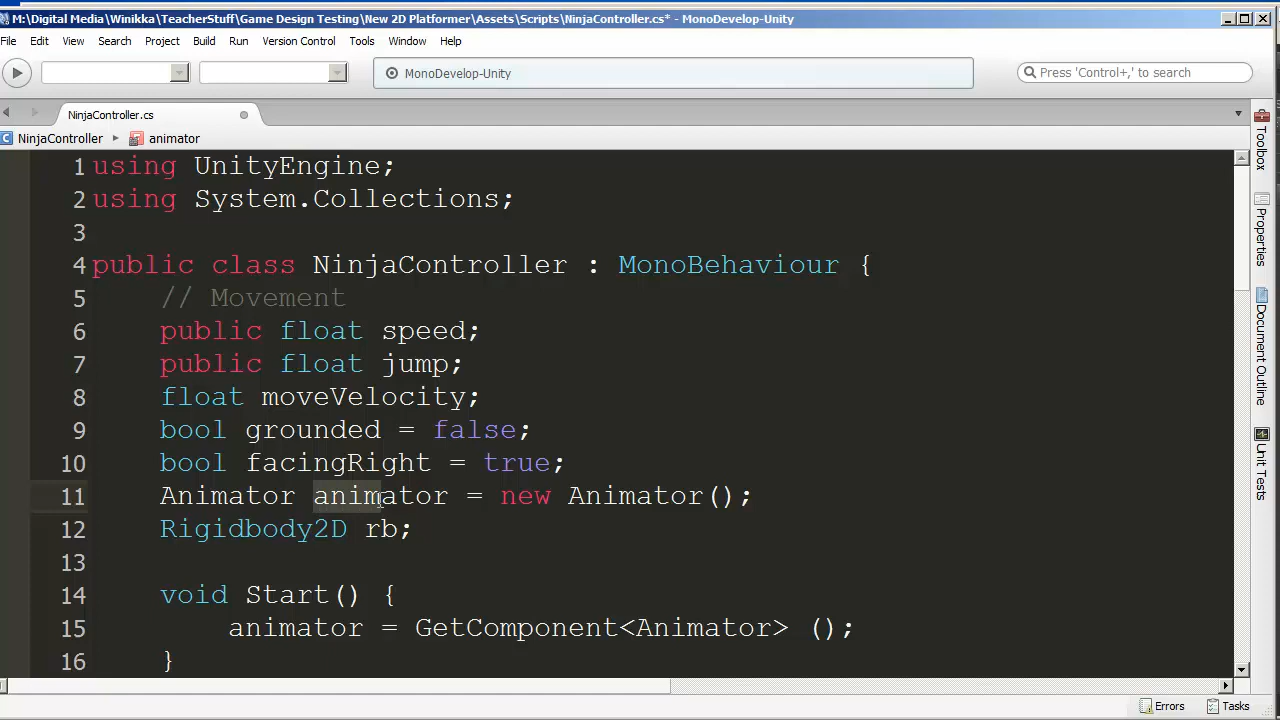 M:\Digital Media\Winikka\TeacherStuff\Game Design Testing\New 2D Platformer\Assets\Scripts\NinjaController.cs* - MonoDevelop-Unity
File Edit View Search Project Build Run Version Control Tools Window Help
MonoDevelop-Unity
Press 'Control+,' to search
NinjaController.cs
NinjaController animator
1 using UnityEngine;
2 using System.Collections;
3
4 public class NinjaController : MonoBehaviour {
5 // Movement
6 public float speed;
7 public float jump;
8 float moveVelocity;
9 bool grounded = false;
10 bool facingRight = true;
11 Animator animator = new Animator();
12 Rigidbody2D rb;
13
14 void Start() {
15 animator = GetComponent<Animator> ();
16 }
Toolbox
Properties
Document Outline
Unit Tests
Errors Tasks